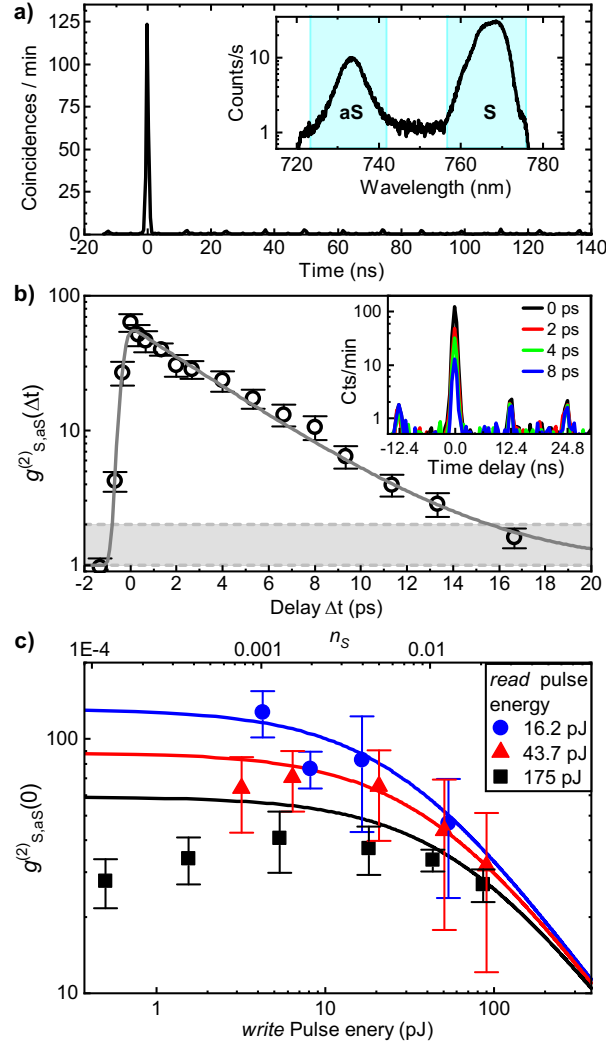 a)
125
100
75
50
25
0
Coincidences / min
-20 0 20 40 60 80 100 120 140
Time (ns)
10
1
Counts/s
aS
S
720 740 760 780
Wavelength (nm)
b)
100
10
1
g(2)S,aS(Δt)
-2 0 2 4 6 8 10 12 14 16 18 20
Delay Δt (ps)
100
10
1
Cts/min
0 ps
2 ps
4 ps
8 ps
-12.4 0.0 12.4 24.8
Time delay (ns)
c)
nS
1E-4 0.001 0.01
100
10
g(2)S,aS(0)
read pulse
energy
16.2 pJ
43.7 pJ
175 pJ
1 10 100
write Pulse enery (pJ)